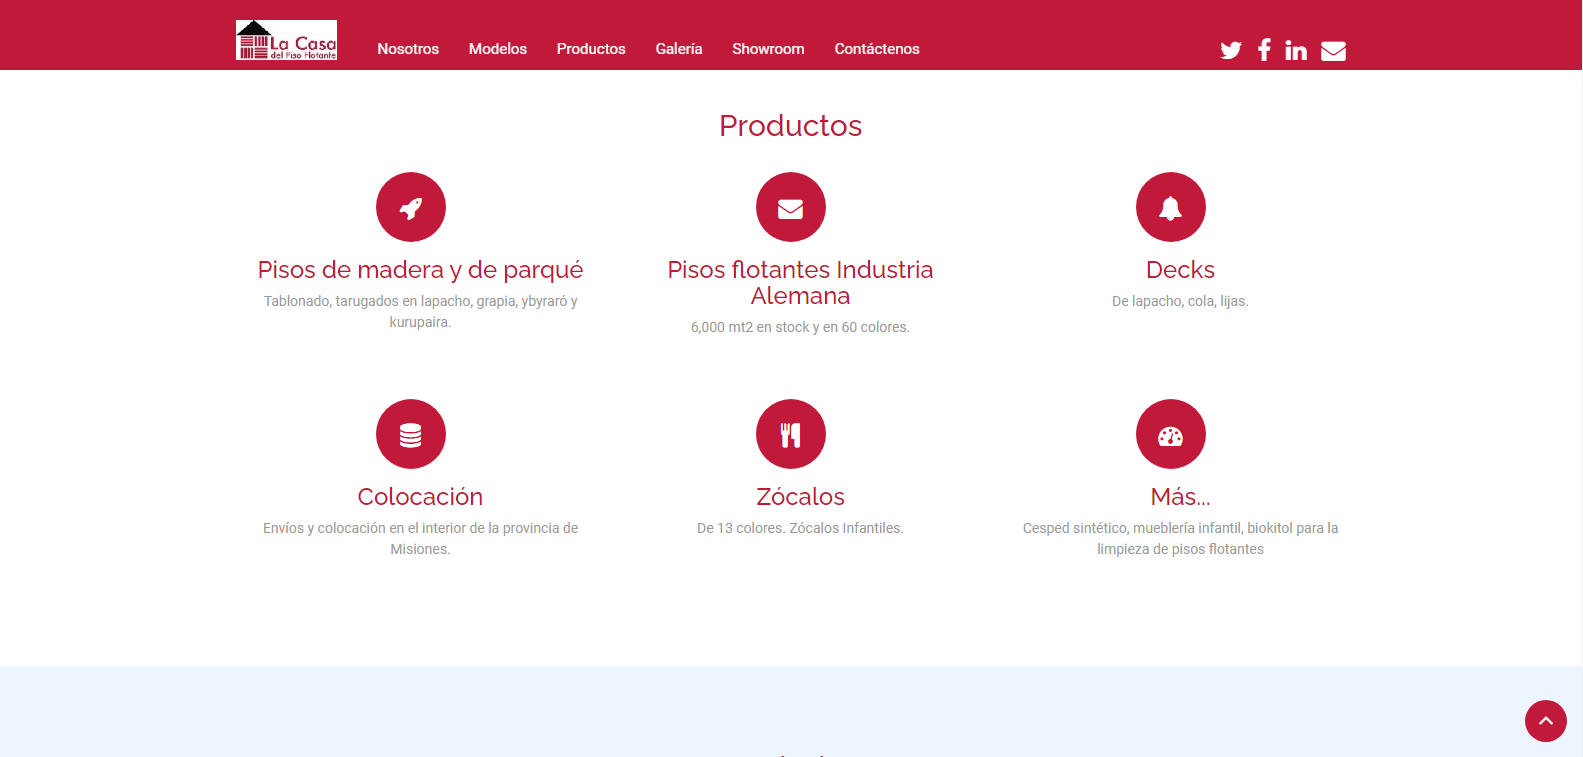 La Casa
del Piso Flotante
Nosotros Modelos Productos Galería Showroom Contáctenos
Productos
Pisos de madera y de parqué
Tablonado, tarugados en lapacho, grapia, ybyraró y
kurupaira.
Pisos flotantes Industria
Alemana
6,000 mt2 en stock y en 60 colores.
Decks
De lapacho, cola, lijas.
Colocación
Envíos y colocación en el interior de la provincia de
Misiones.
Zócalos
De 13 colores. Zócalos Infantiles.
Más...
Cesped sintético, mueblería infantil, biokitol para la
limpieza de pisos flotantes